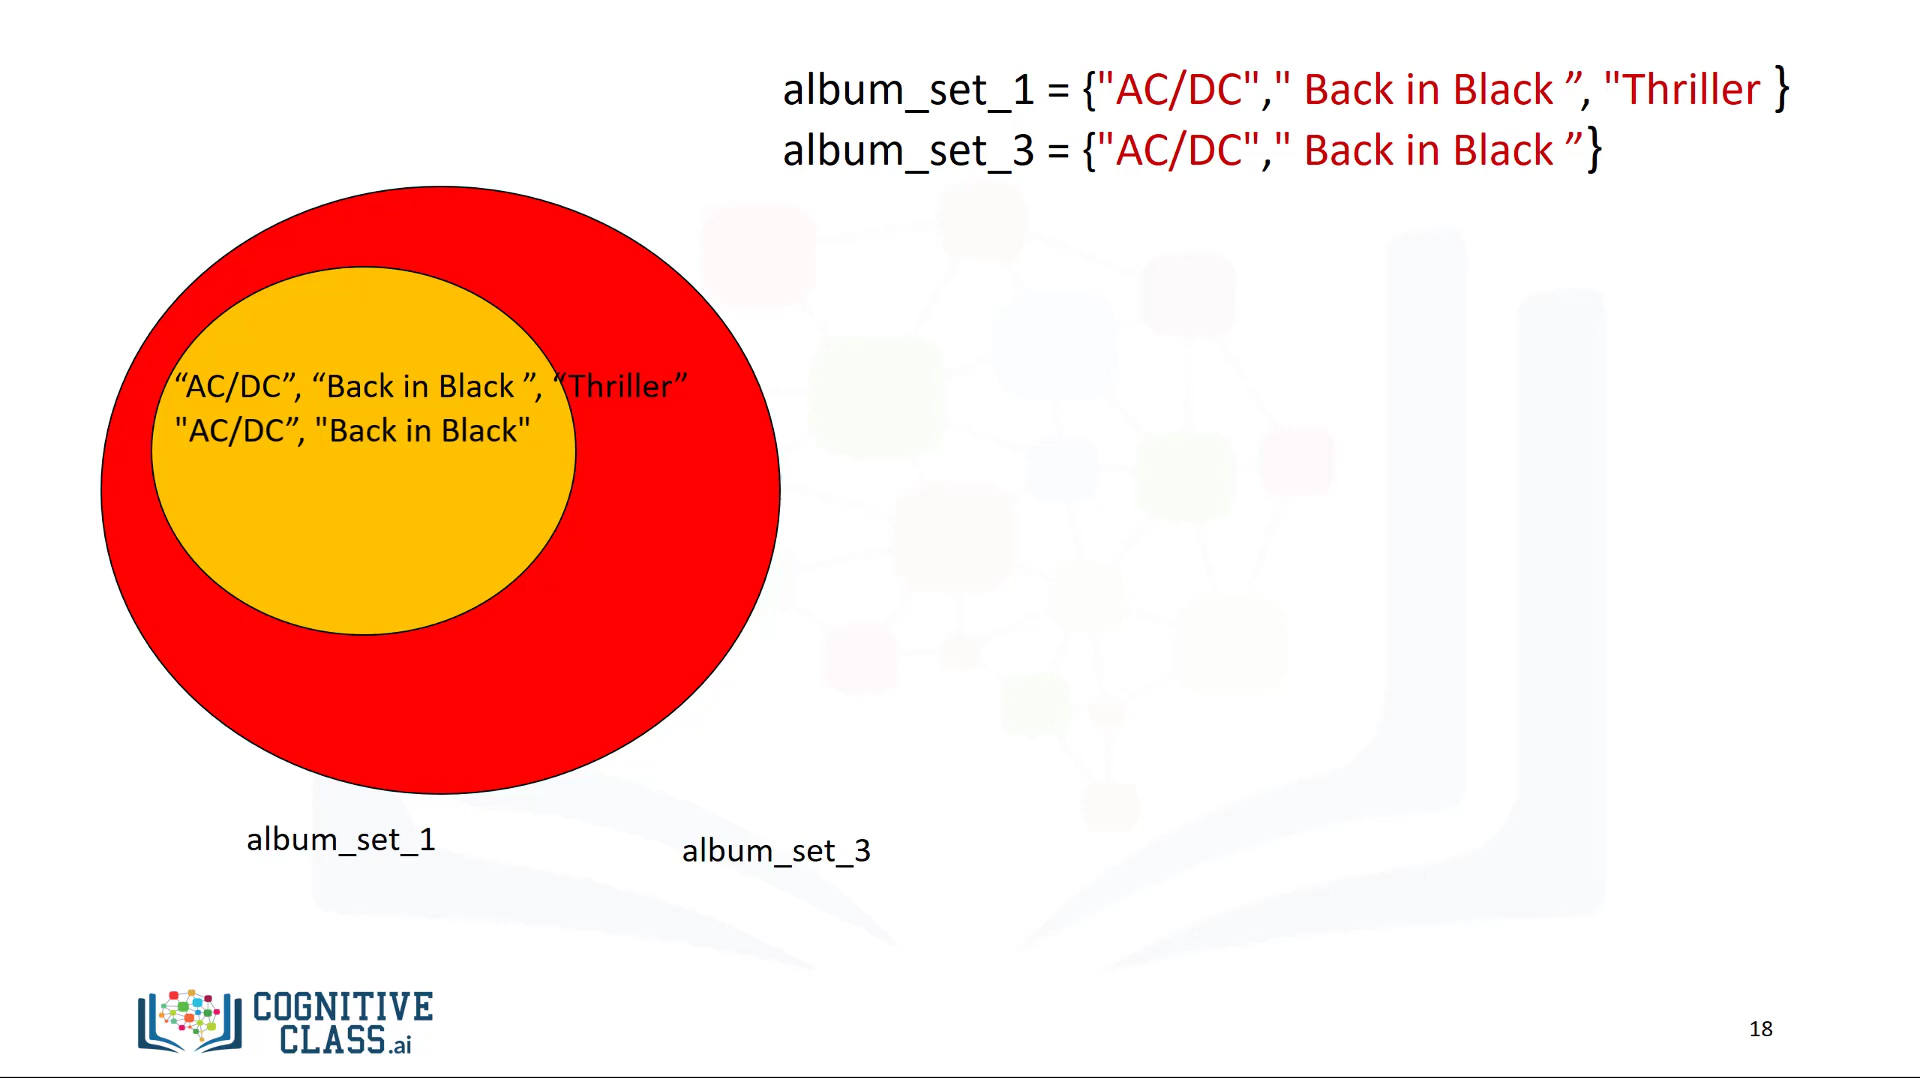 album_set_1 = {"AC/DC"," Back in Black ”, "Thriller }
album_set_3 = {"AC/DC"," Back in Black ”}
“AC/DC”, “Back in Black ”, “Thriller”
"AC/DC”, "Back in Black"
album_set_1
album_set_3
COGNITIVE
CLASS.ai
18